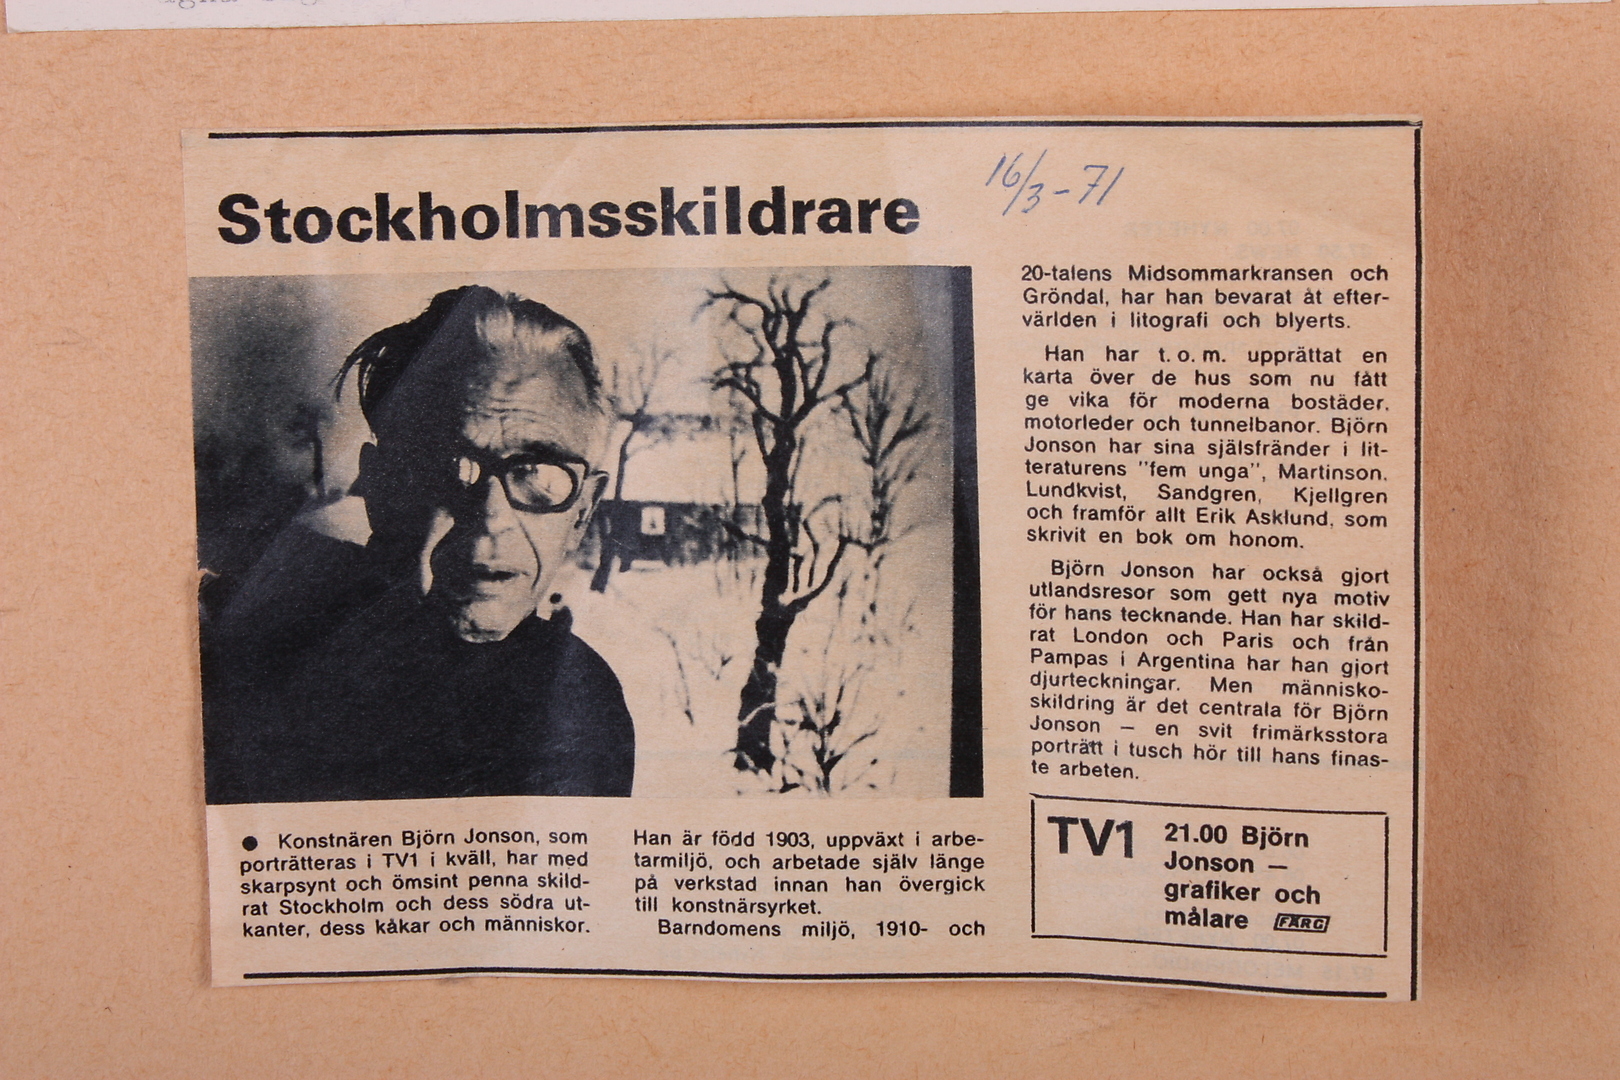 Stockholmsskildrare
16/3-71
● Konstnären Björn Jonson, som
porträtteras i TV1 i kväll, har med
skarpsynt och ömsint penna skild-
rat Stockholm och dess södra ut-
kanter, dess kåkar och människor.
Han är född 1903, uppväxt i arbe-
tarmiljö, och arbetade själv länge
på verkstad innan han övergick
till konstnärsyrket.
Barndomens miljö, 1910- och
20-talens Midsommarkransen och
Gröndal, har han bevarat åt efter-
världen i litografi och blyerts.
Han har t.o.m. upprättat en
karta över de hus som nu fått
ge vika för moderna bostäder,
motorleder och tunnelbanor. Björn
Jonson har sina själsfränder i lit-
teraturens "fem unga", Martinson,
Lundkvist, Sandgren, Kjellgren
och framför allt Erik Asklund, som
skrivit en bok om honom.
Björn Jonson har också gjort
utlandsresor som gett nya motiv
för hans tecknande. Han har skild-
rat London och Paris och från
Pampas i Argentina har han gjort
djurteckningar. Men människo-
skildring är det centrala för Björn
Jonson — en svit frimärksstora
porträtt i tusch hör till hans finas-
te arbeten.
TV1
21.00 Björn
Jonson —
grafiker och
målare FÄRG